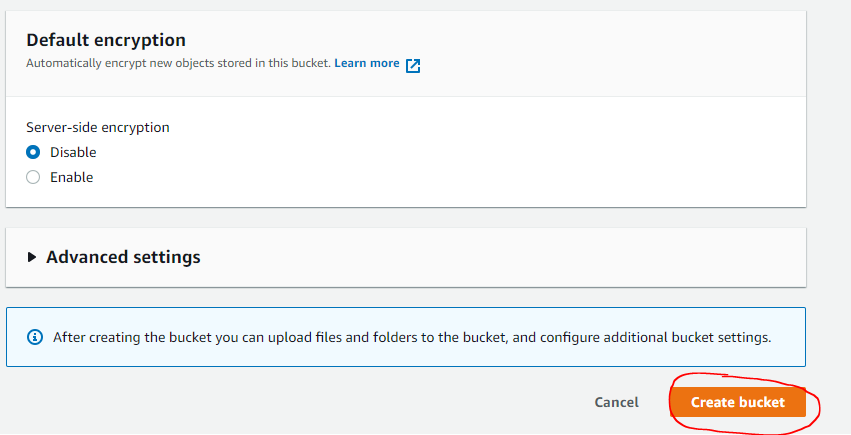 Default encryption
Automatically encrypt new objects stored in this bucket. Learn more
Server-side encryption
Disable
Enable
Advanced settings
After creating the bucket you can upload files and folders to the bucket, and configure additional bucket settings.
Cancel Create bucket